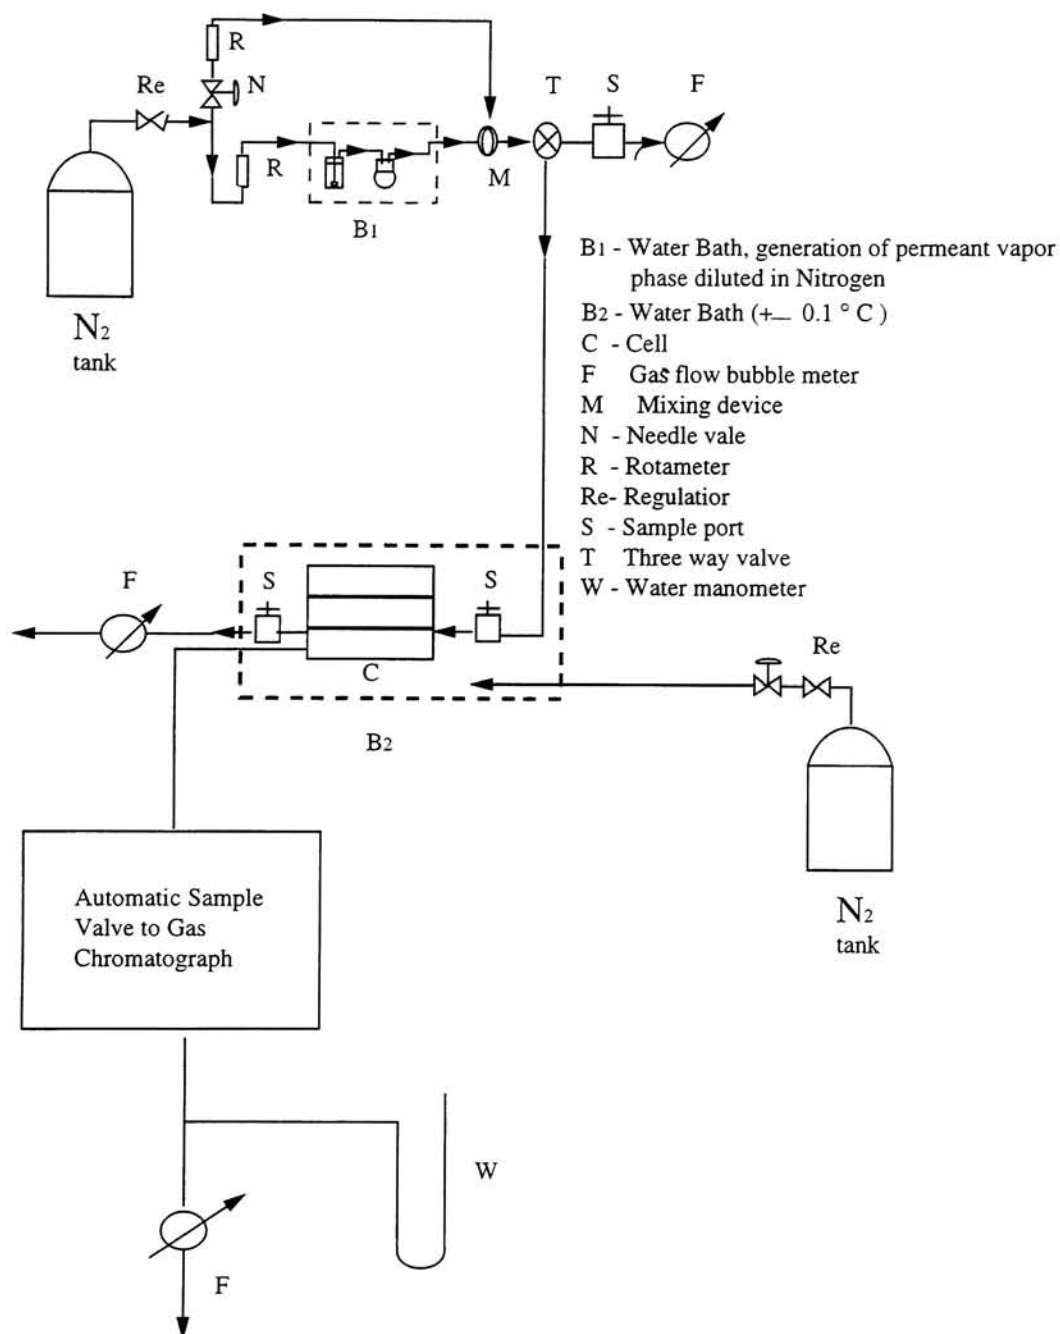 R
Re
N
T
S
F
R
M
B1
N2
tank
B1 - Water Bath, generation of permeant vapor
phase diluted in Nitrogen
B2 - Water Bath (+— 0.1 ° C )
C - Cell
F Gas flow bubble meter
M Mixing device
N - Needle vale
R - Rotameter
Re- Regulatior
S - Sample port
T Three way valve
W - Water manometer
F
S
S
C
Re
B2
Automatic Sample
Valve to Gas
Chromatograph
N2
tank
W
F